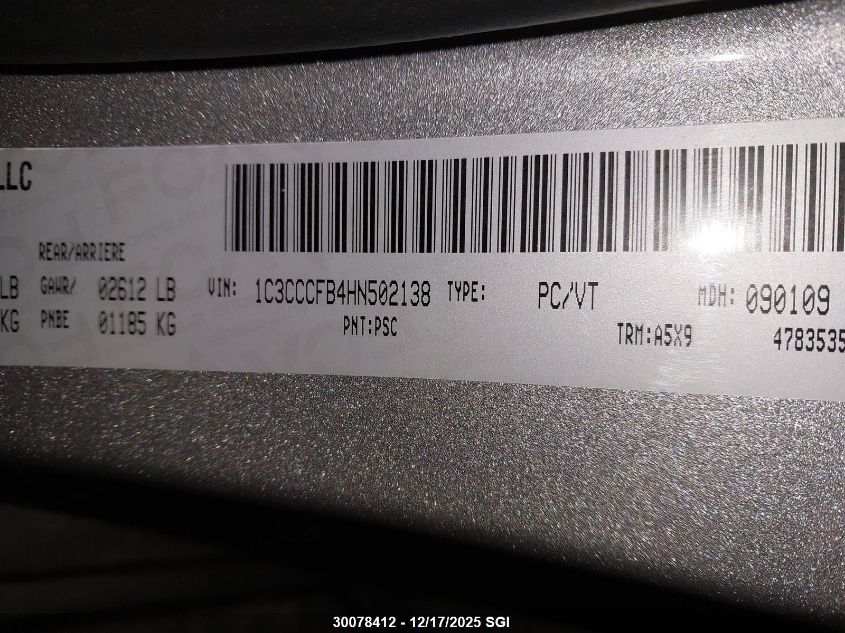 LLC
REAR/ARRIERE
LB GAWR/ 02612 LB VIN: 1C3CCCFB4HN502138 TYPE: PC/VT MDH: 090109
KG PNBE 01185 KG PNT:PSC TRM:A5X9 4783535
30078412 - 12/17/2025 SGI